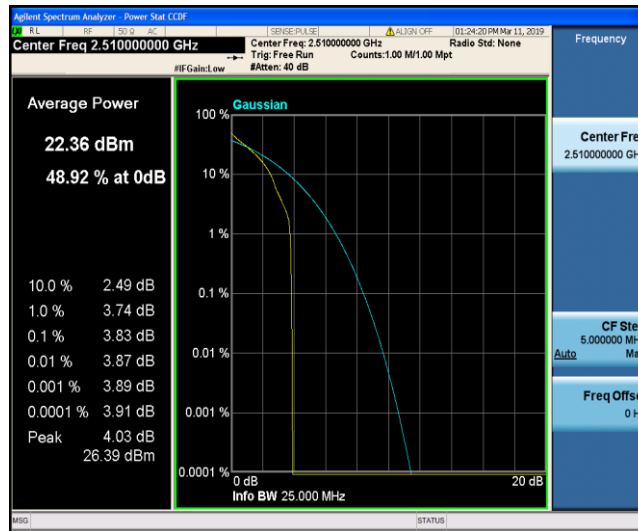 Agilent Spectrum Analyzer - Power Stat CCDF
RL RF 50 Ω AC SENSE:PULSE ALIGN OFF 01:24:20 PM Mar 11, 2019
Center Freq 2.510000000 GHz
Center Freq: 2.510000000 GHz Radio Std: None
Trig: Free Run Counts:1.00 M/1.00 Mpt
#IFGain:Low #Atten: 40 dB
Frequency
Average Power
22.36 dBm
48.92 % at 0dB
10.0 % 2.49 dB
1.0 % 3.74 dB
0.1 % 3.83 dB
0.01 % 3.87 dB
0.001 % 3.89 dB
0.0001 % 3.91 dB
Peak 4.03 dB
26.39 dBm
Gaussian
100 %
10 %
1 %
0.1 %
0.01 %
0.001 %
0.0001 %
0 dB 20 dB
Info BW 25.000 MHz
Center Fre
2.510000000 GH
CF Ste
5.000000 MH
Auto Ma
Freq Offs
0 H
MSG STATUS